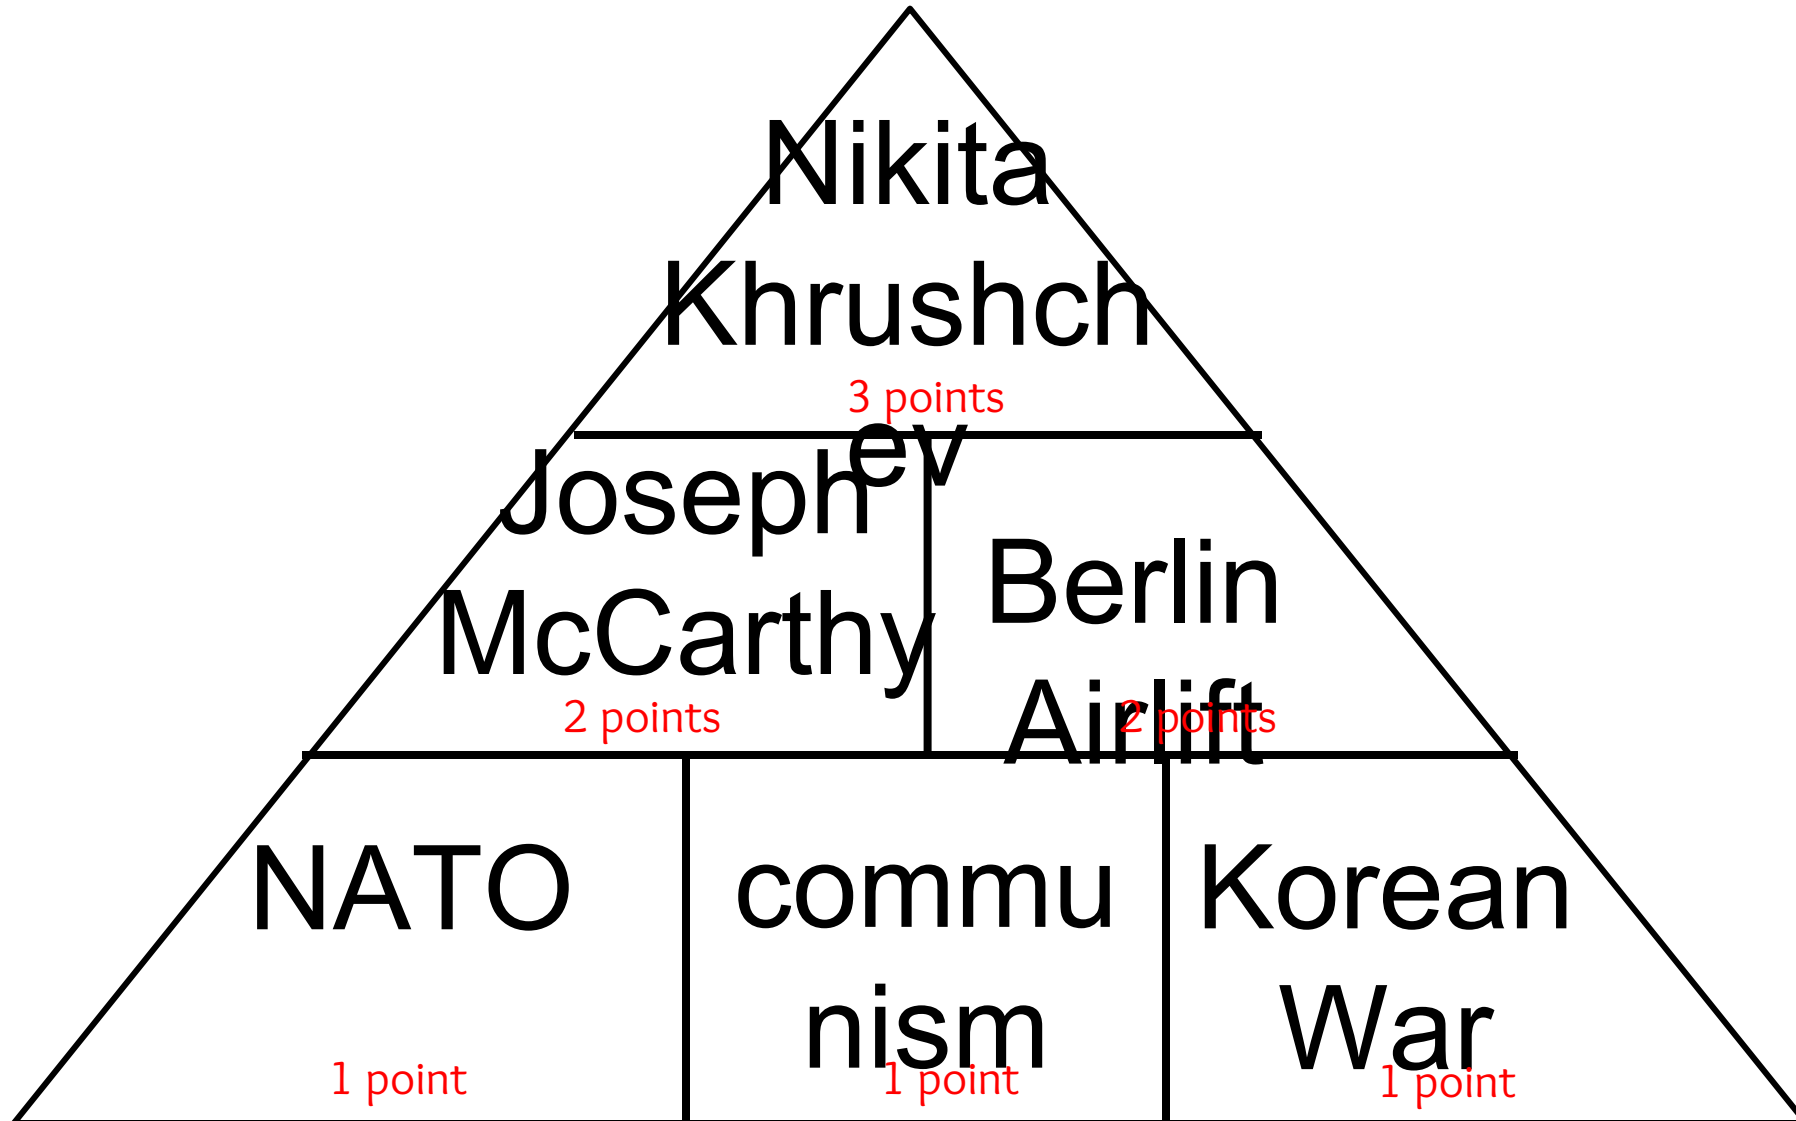 Nikita
Khrushch
ev
3 points
Joseph
McCarthy
2 points
Berlin
Airlift
2 points
NATO
1 point
commu
nism
1 point
Korean
War
1 point